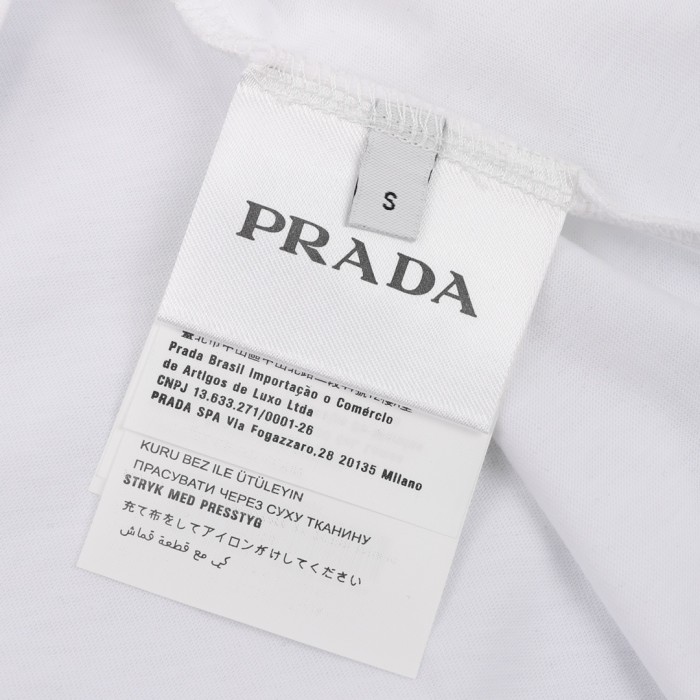 S
PRADA
Prada Brasil Importação o Comércio
de Artigos de Luxo Ltda
CNPJ 13.633.271/0001-26
PRADA SPA Via Fogazzaro,28 20135 Milano
KURU BEZ ILE ÜTÜLEYIN
ПРАСУВАТИ ЧЕРЕЗ СУХУ ТКАНИНУ
STRYK MED PRESSTYG
充て布をしてアイロンがけしてください
كي مع قطعة قماش